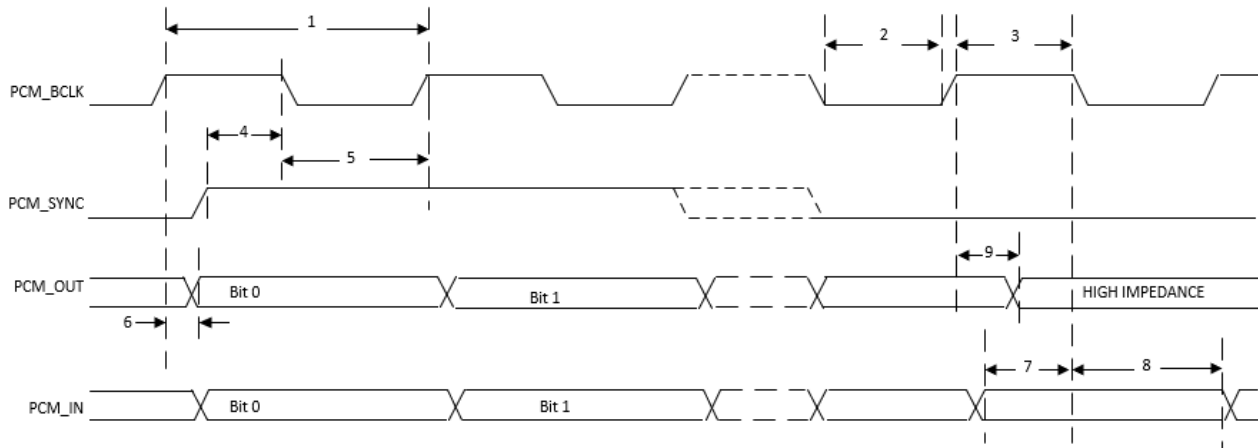 1
2
3
PCM_BCLK
4
5
PCM_SYNC
9
PCM_OUT
Bit 0
Bit 1
HIGH IMPEDANCE
6
7
8
PCM_IN
Bit 0
Bit 1